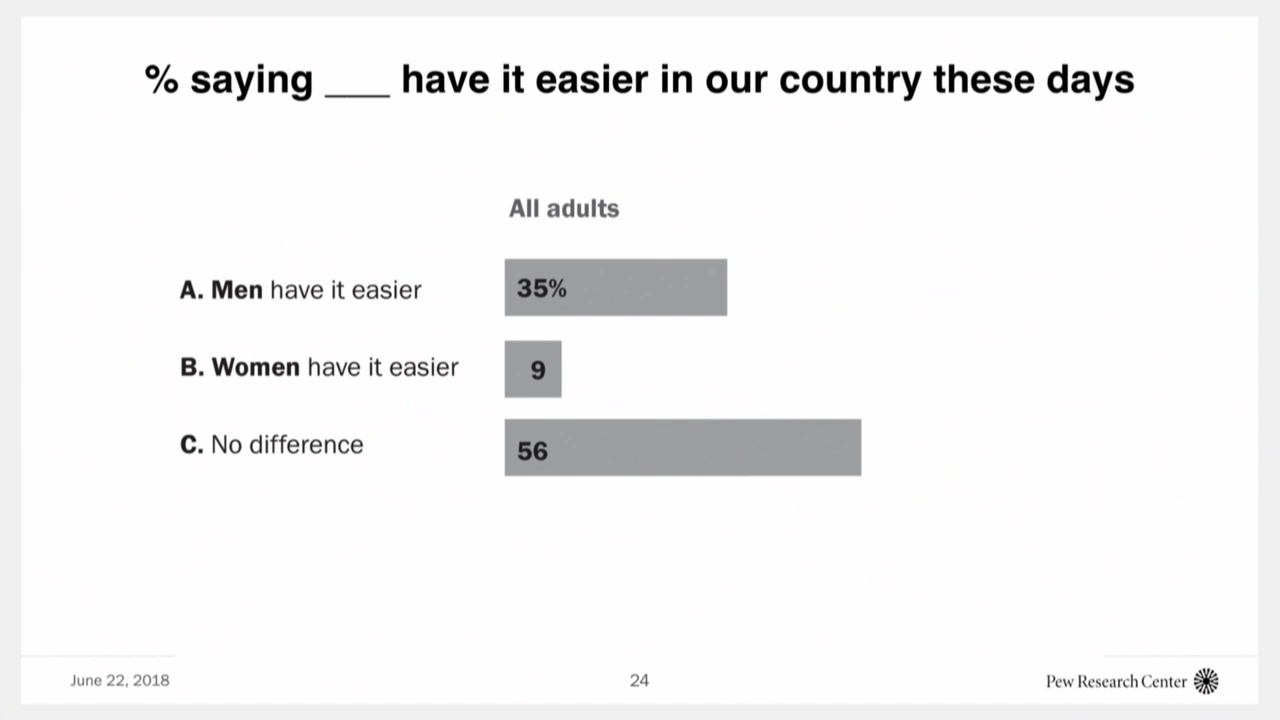 % saying ___ have it easier in our country these days
All adults
A. Men have it easier
35%
B. Women have it easier
9
C. No difference
56
June 22, 2018
24
Pew Research Center